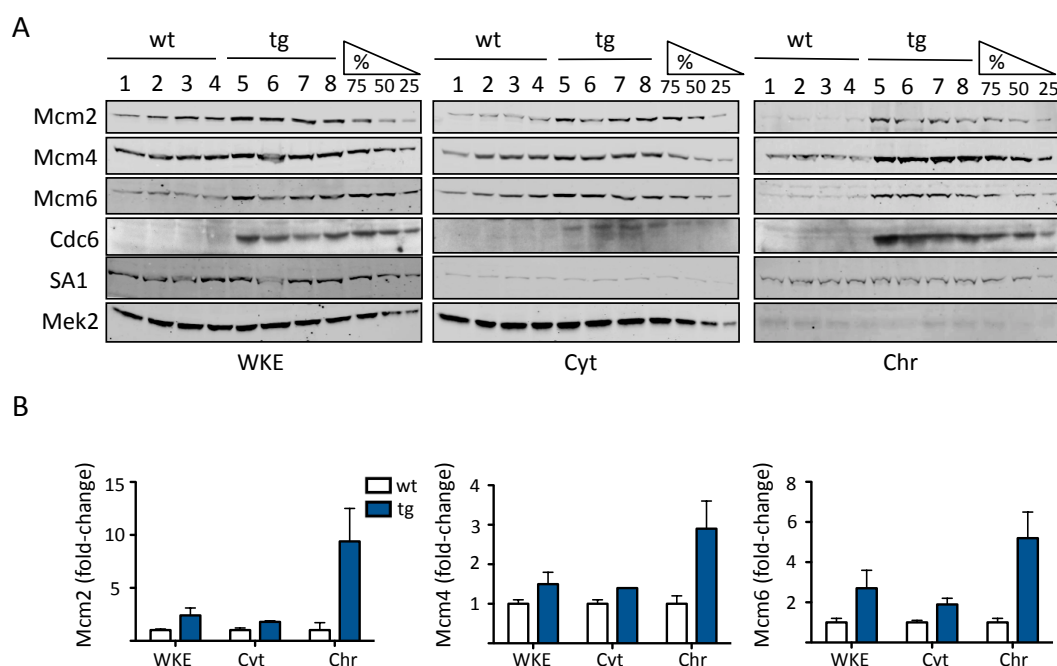 A
wt tg % wt tg % wt tg %
1 2 3 4 5 6 7 8 75 50 25 1 2 3 4 5 6 7 8 75 50 25 1 2 3 4 5 6 7 8 75 50 25
Mcm2
Mcm4
Mcm6
Cdc6
SA1
Mek2
WKE Cyt Chr
B
Mcm2 (fold-change)
15
10
5
wt
tg
WKE Cyt Chr
Mcm4 (fold-change)
4
3
2
1
WKE Cyt Chr
Mcm6 (fold-change)
8
6
4
2
WKE Cyt Chr